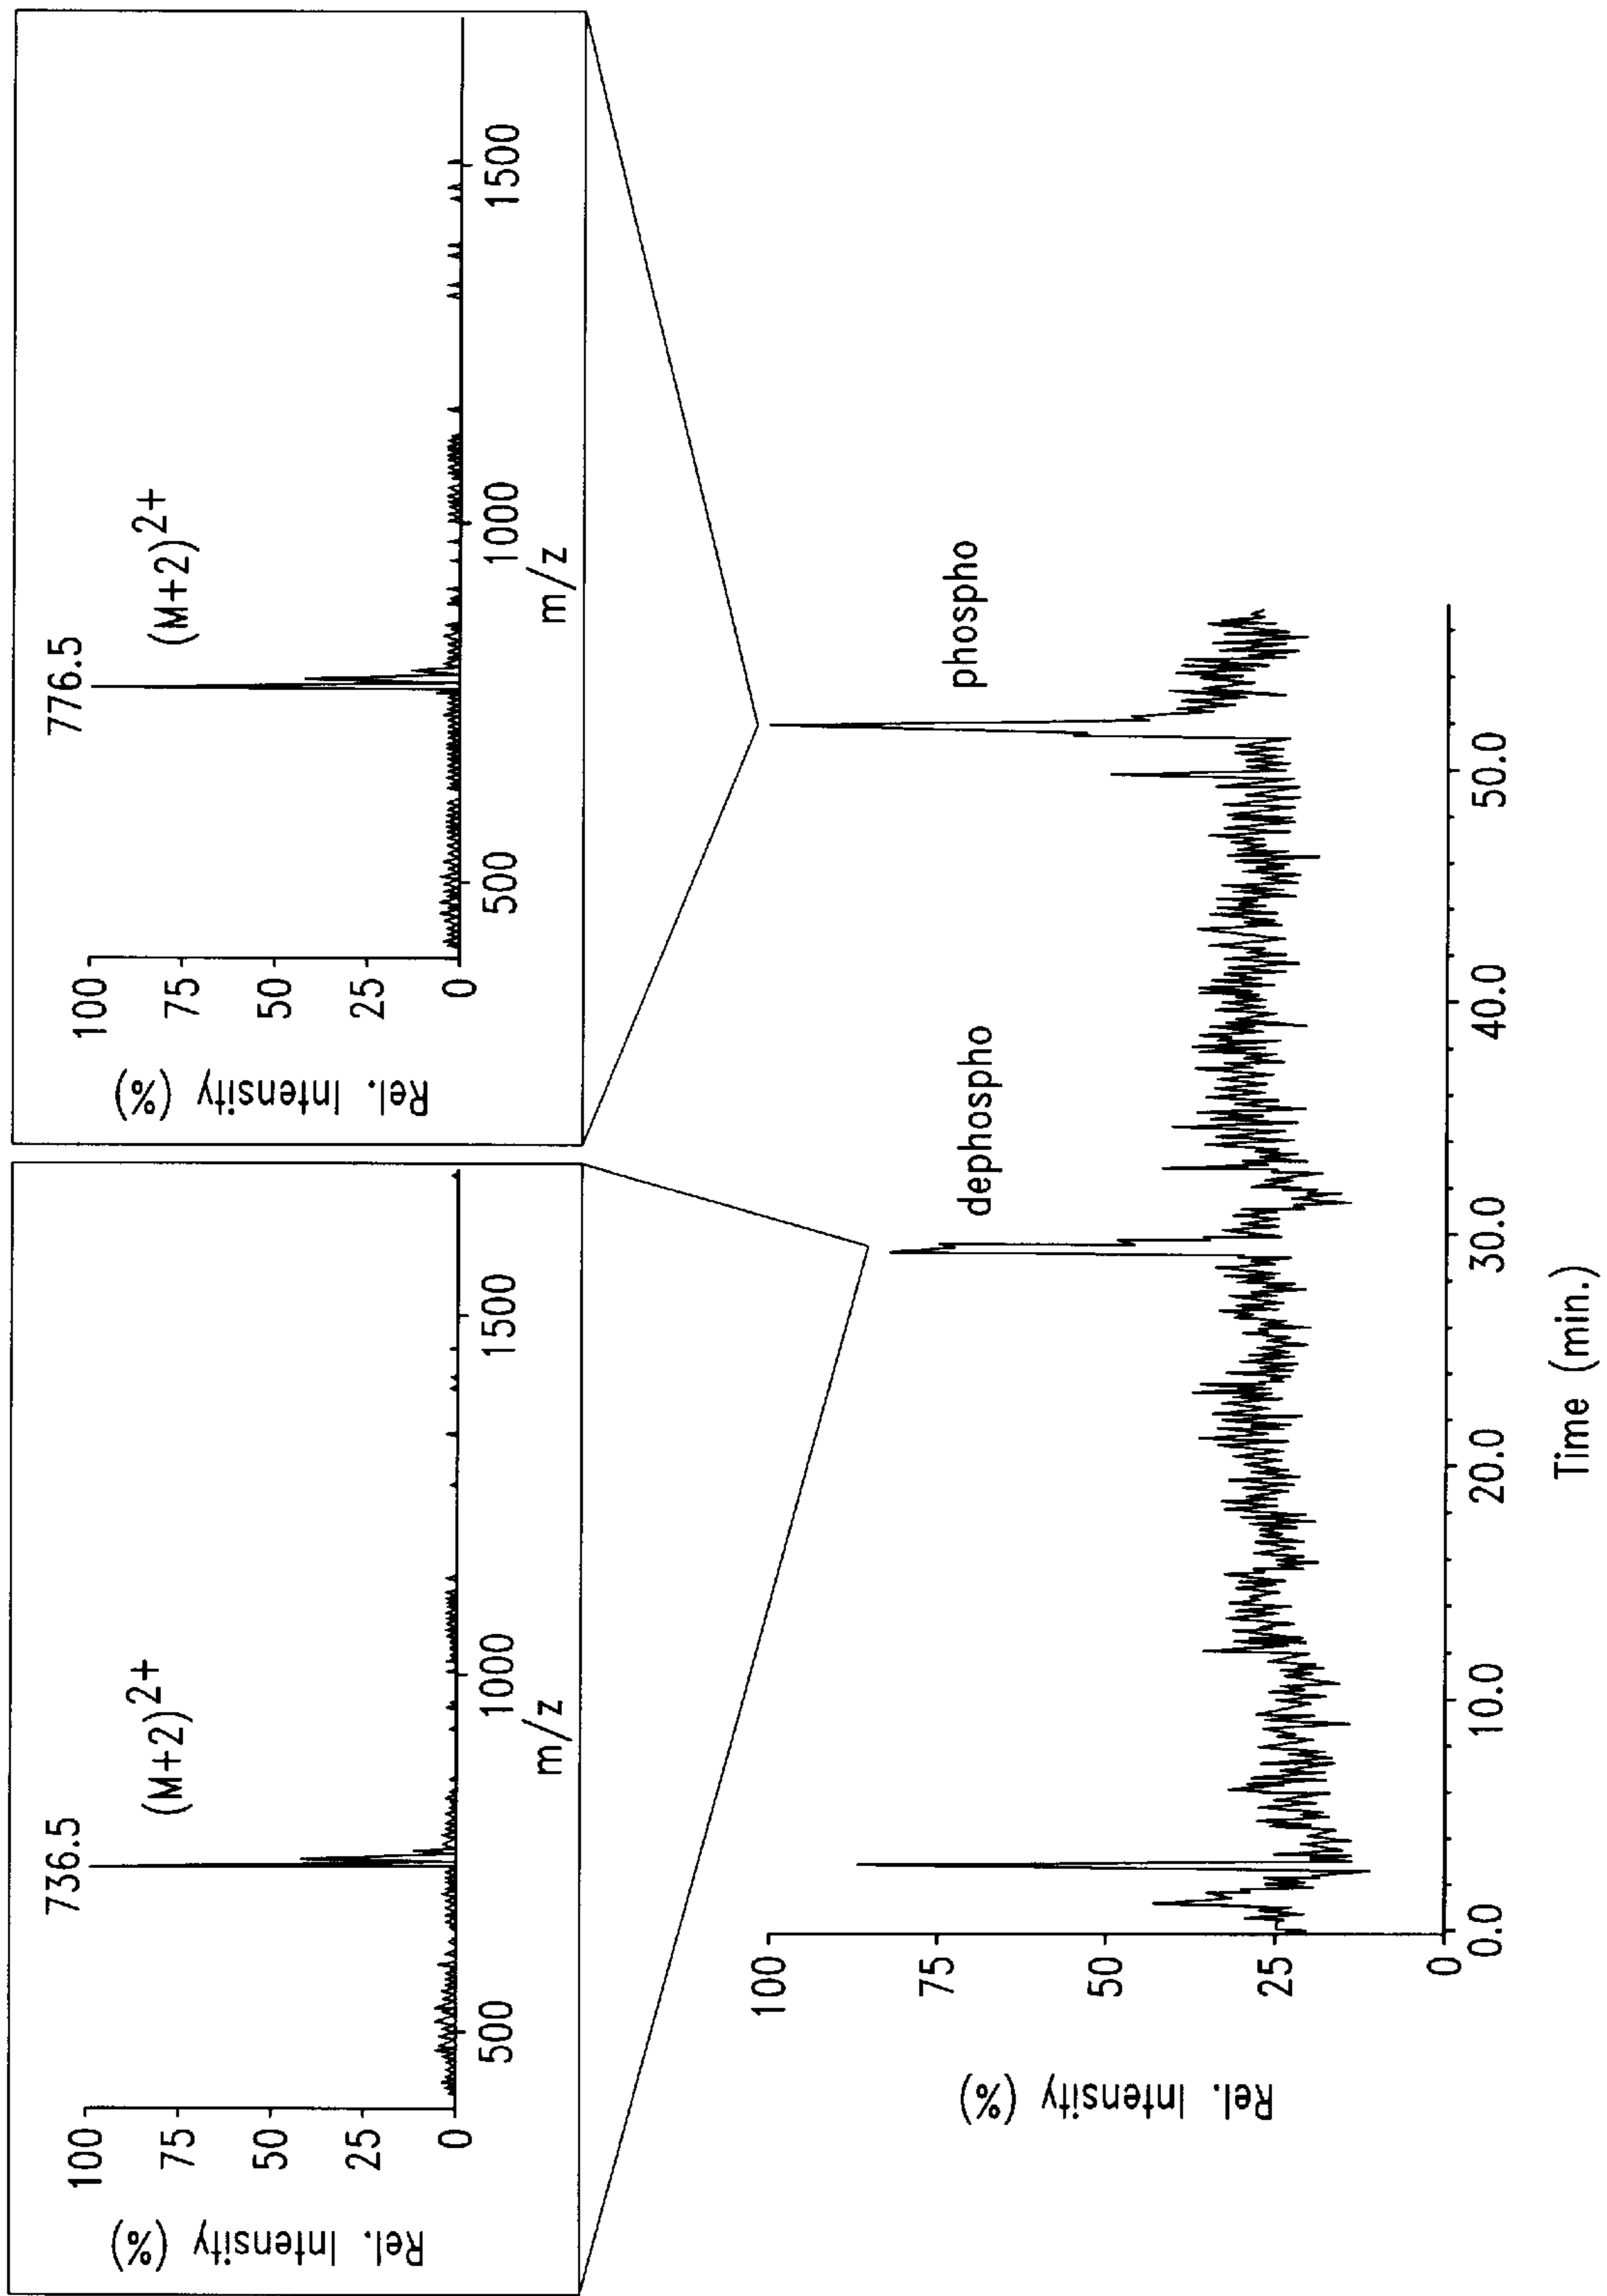 736.5
(M+2)2+
100
75
50
25
0
Rel. Intensity (%)
500
1000
1500
m/z
776.5
(M+2)2+
100
75
50
25
0
Rel. Intensity (%)
500
1000
1500
m/z
dephospho
phospho
100
75
50
25
0
Rel. Intensity (%)
0.0
10.0
20.0
30.0
40.0
50.0
Time (min.)